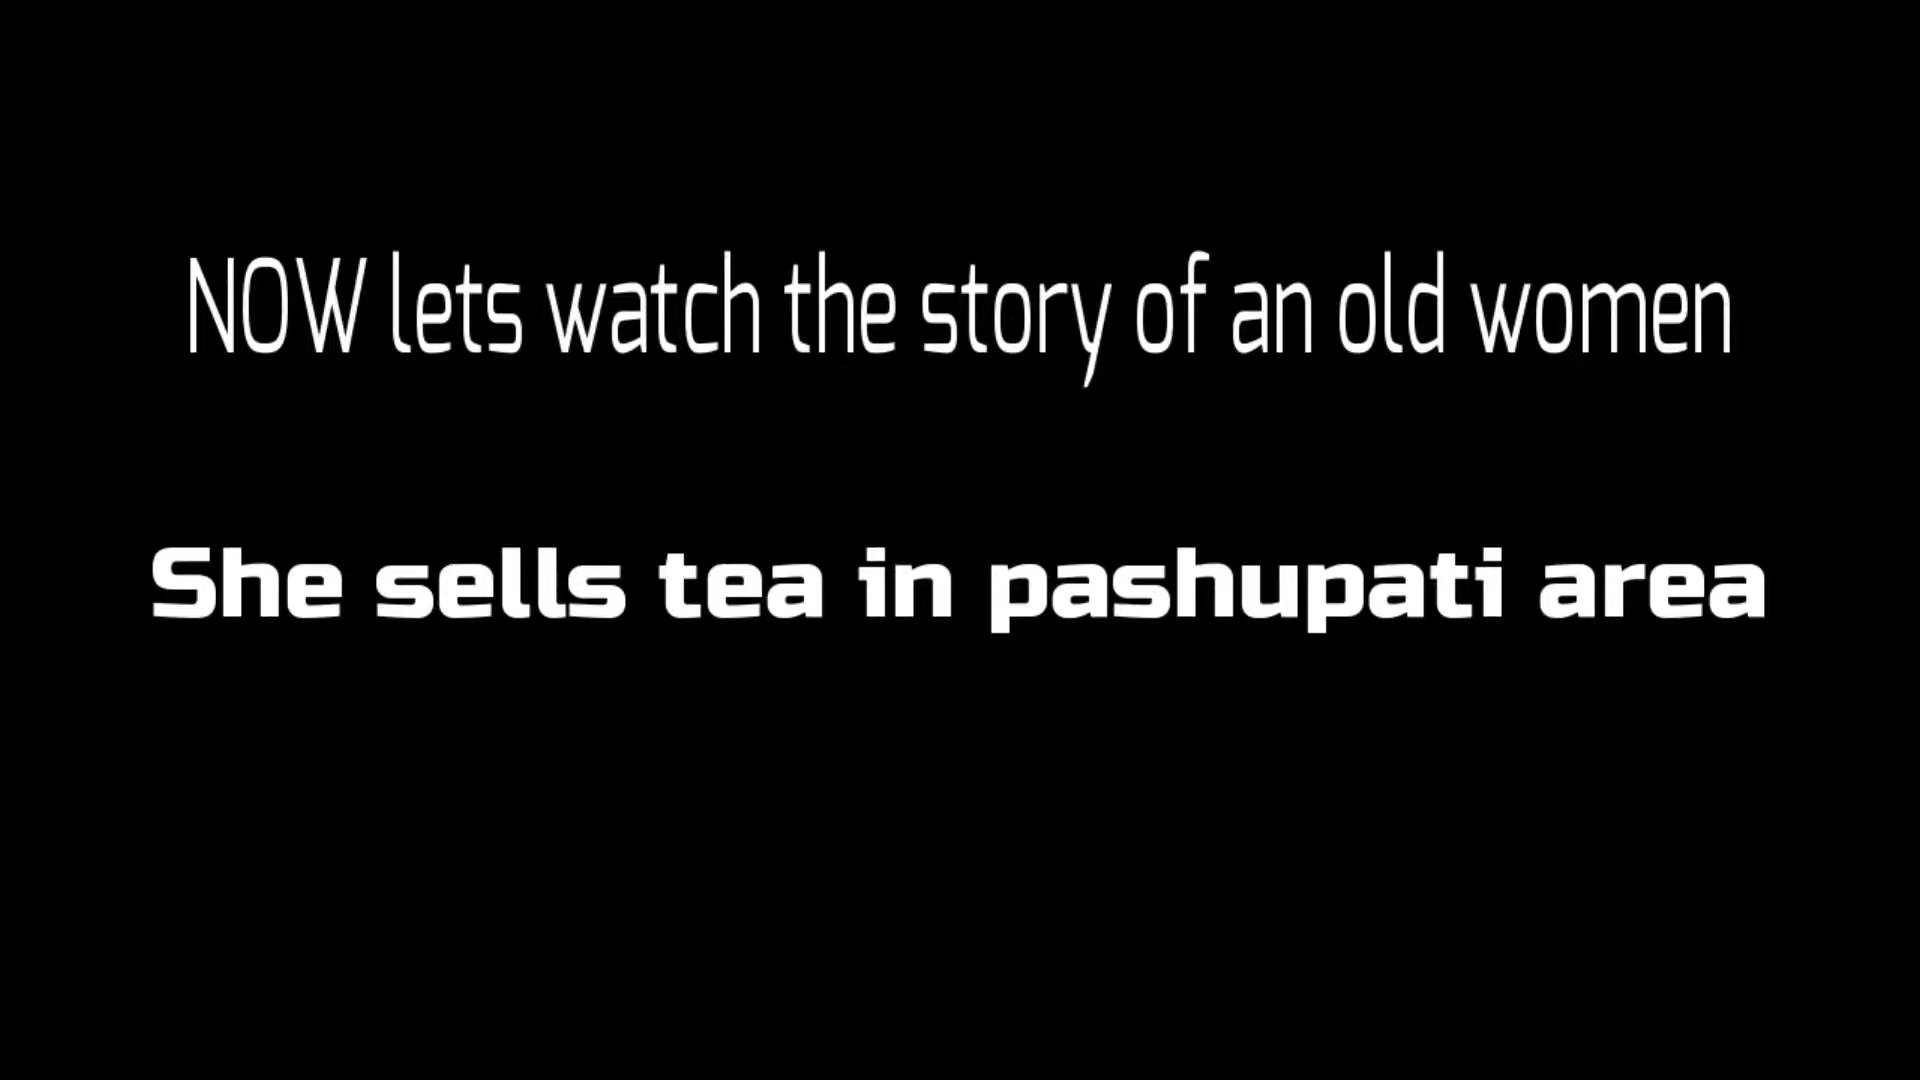 NOW lets watch the story of an old women
She sells tea in pashupati area